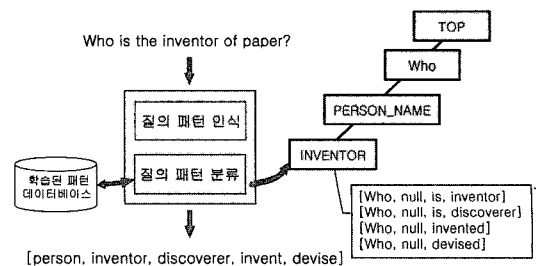 Who is the inventor of paper?
TOP
Who
PERSON_NAME
INVENTOR
질의 패턴 인식
질의 패턴 분류
학습된 패턴
데이터베이스
[Who, null, is, inventor]
[Who, null, is, discoverer]
[Who, null, invented]
[Who, null, devised]
[person, inventor, discoverer, invent, devise]